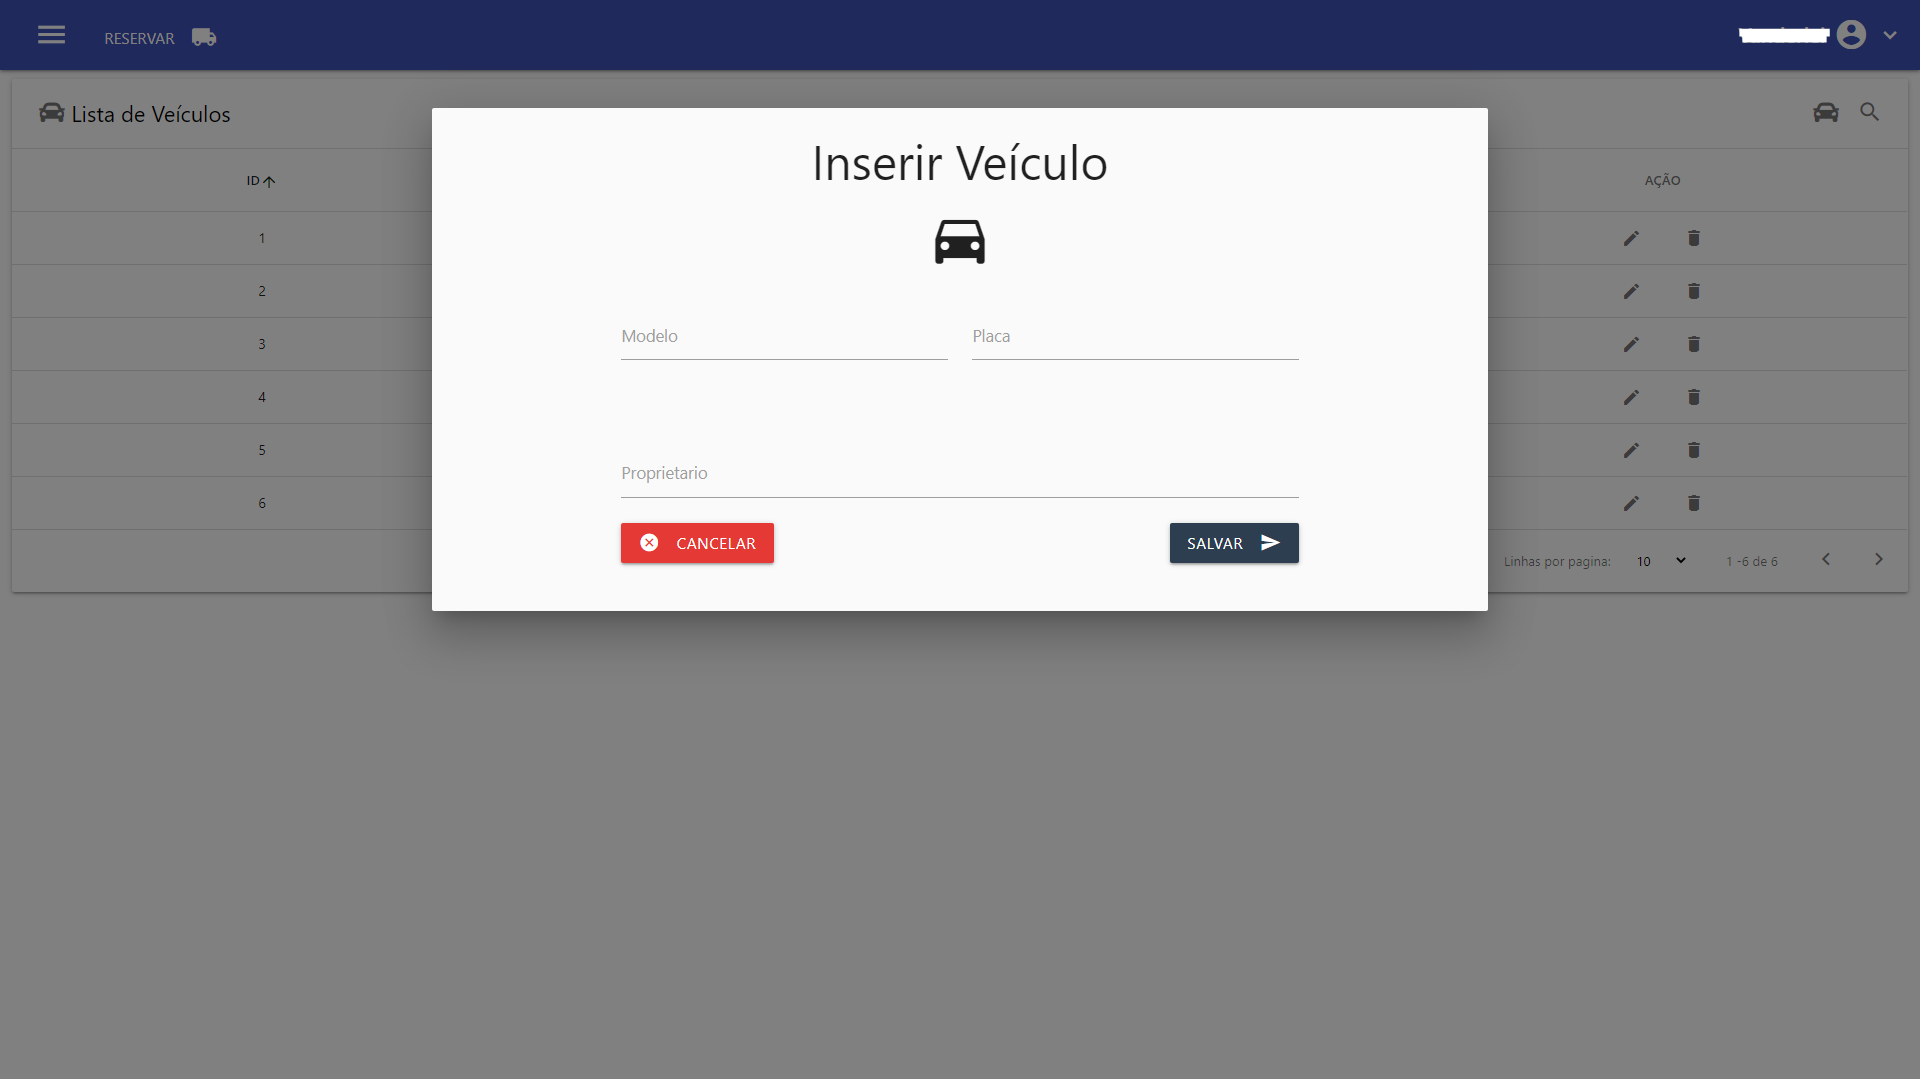 RESERVAR
Lista de Veículos
ID AÇÃO
1
2
3
4
5
6
Linhas por pagina: 10 1 -6 de 6
Inserir Veículo
Modelo Placa
Proprietario
CANCELAR SALVAR